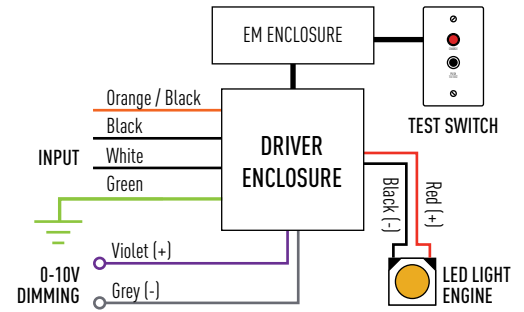 EM ENCLOSURE
TEST SWITCH
Orange / Black
Black
INPUT
White
Green
DRIVER
ENCLOSURE
Black (-)
Red (+)
Violet (+)
0-10V
DIMMING
Grey (-)
LED LIGHT
ENGINE